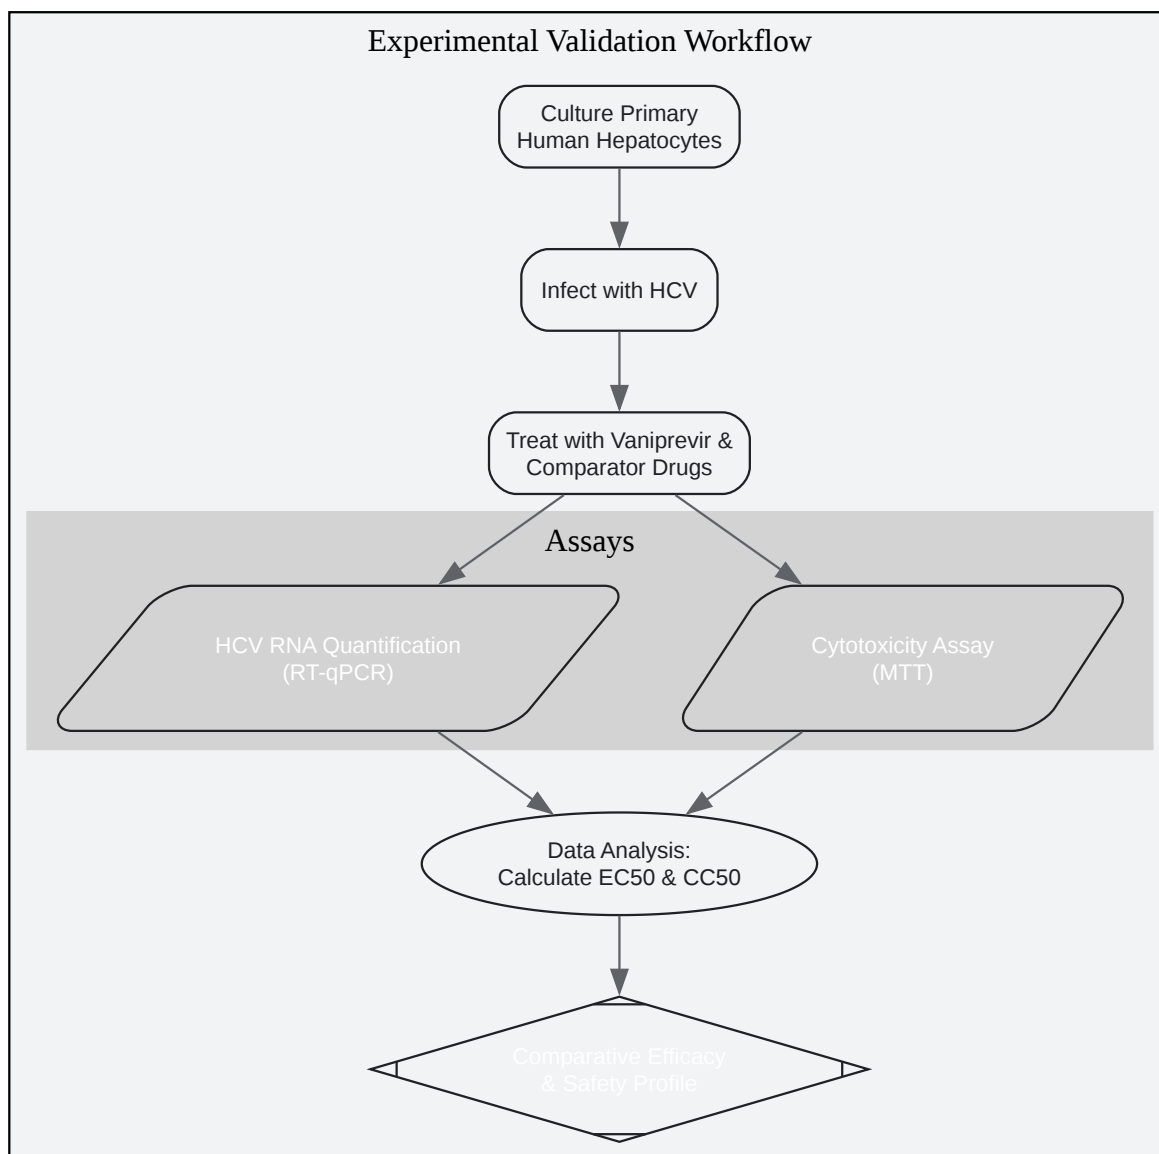 Experimental Validation Workflow
Culture Primary
Human Hepatocytes
Infect with HCV
Treat with Vaniprevir &
Comparator Drugs
Assays
HCV RNA Quantification
(RT-qPCR)
Cytotoxicity Assay
(MTT)
Data Analysis:
Calculate EC50 & CC50
Comparative Efficacy
& Safety Profile